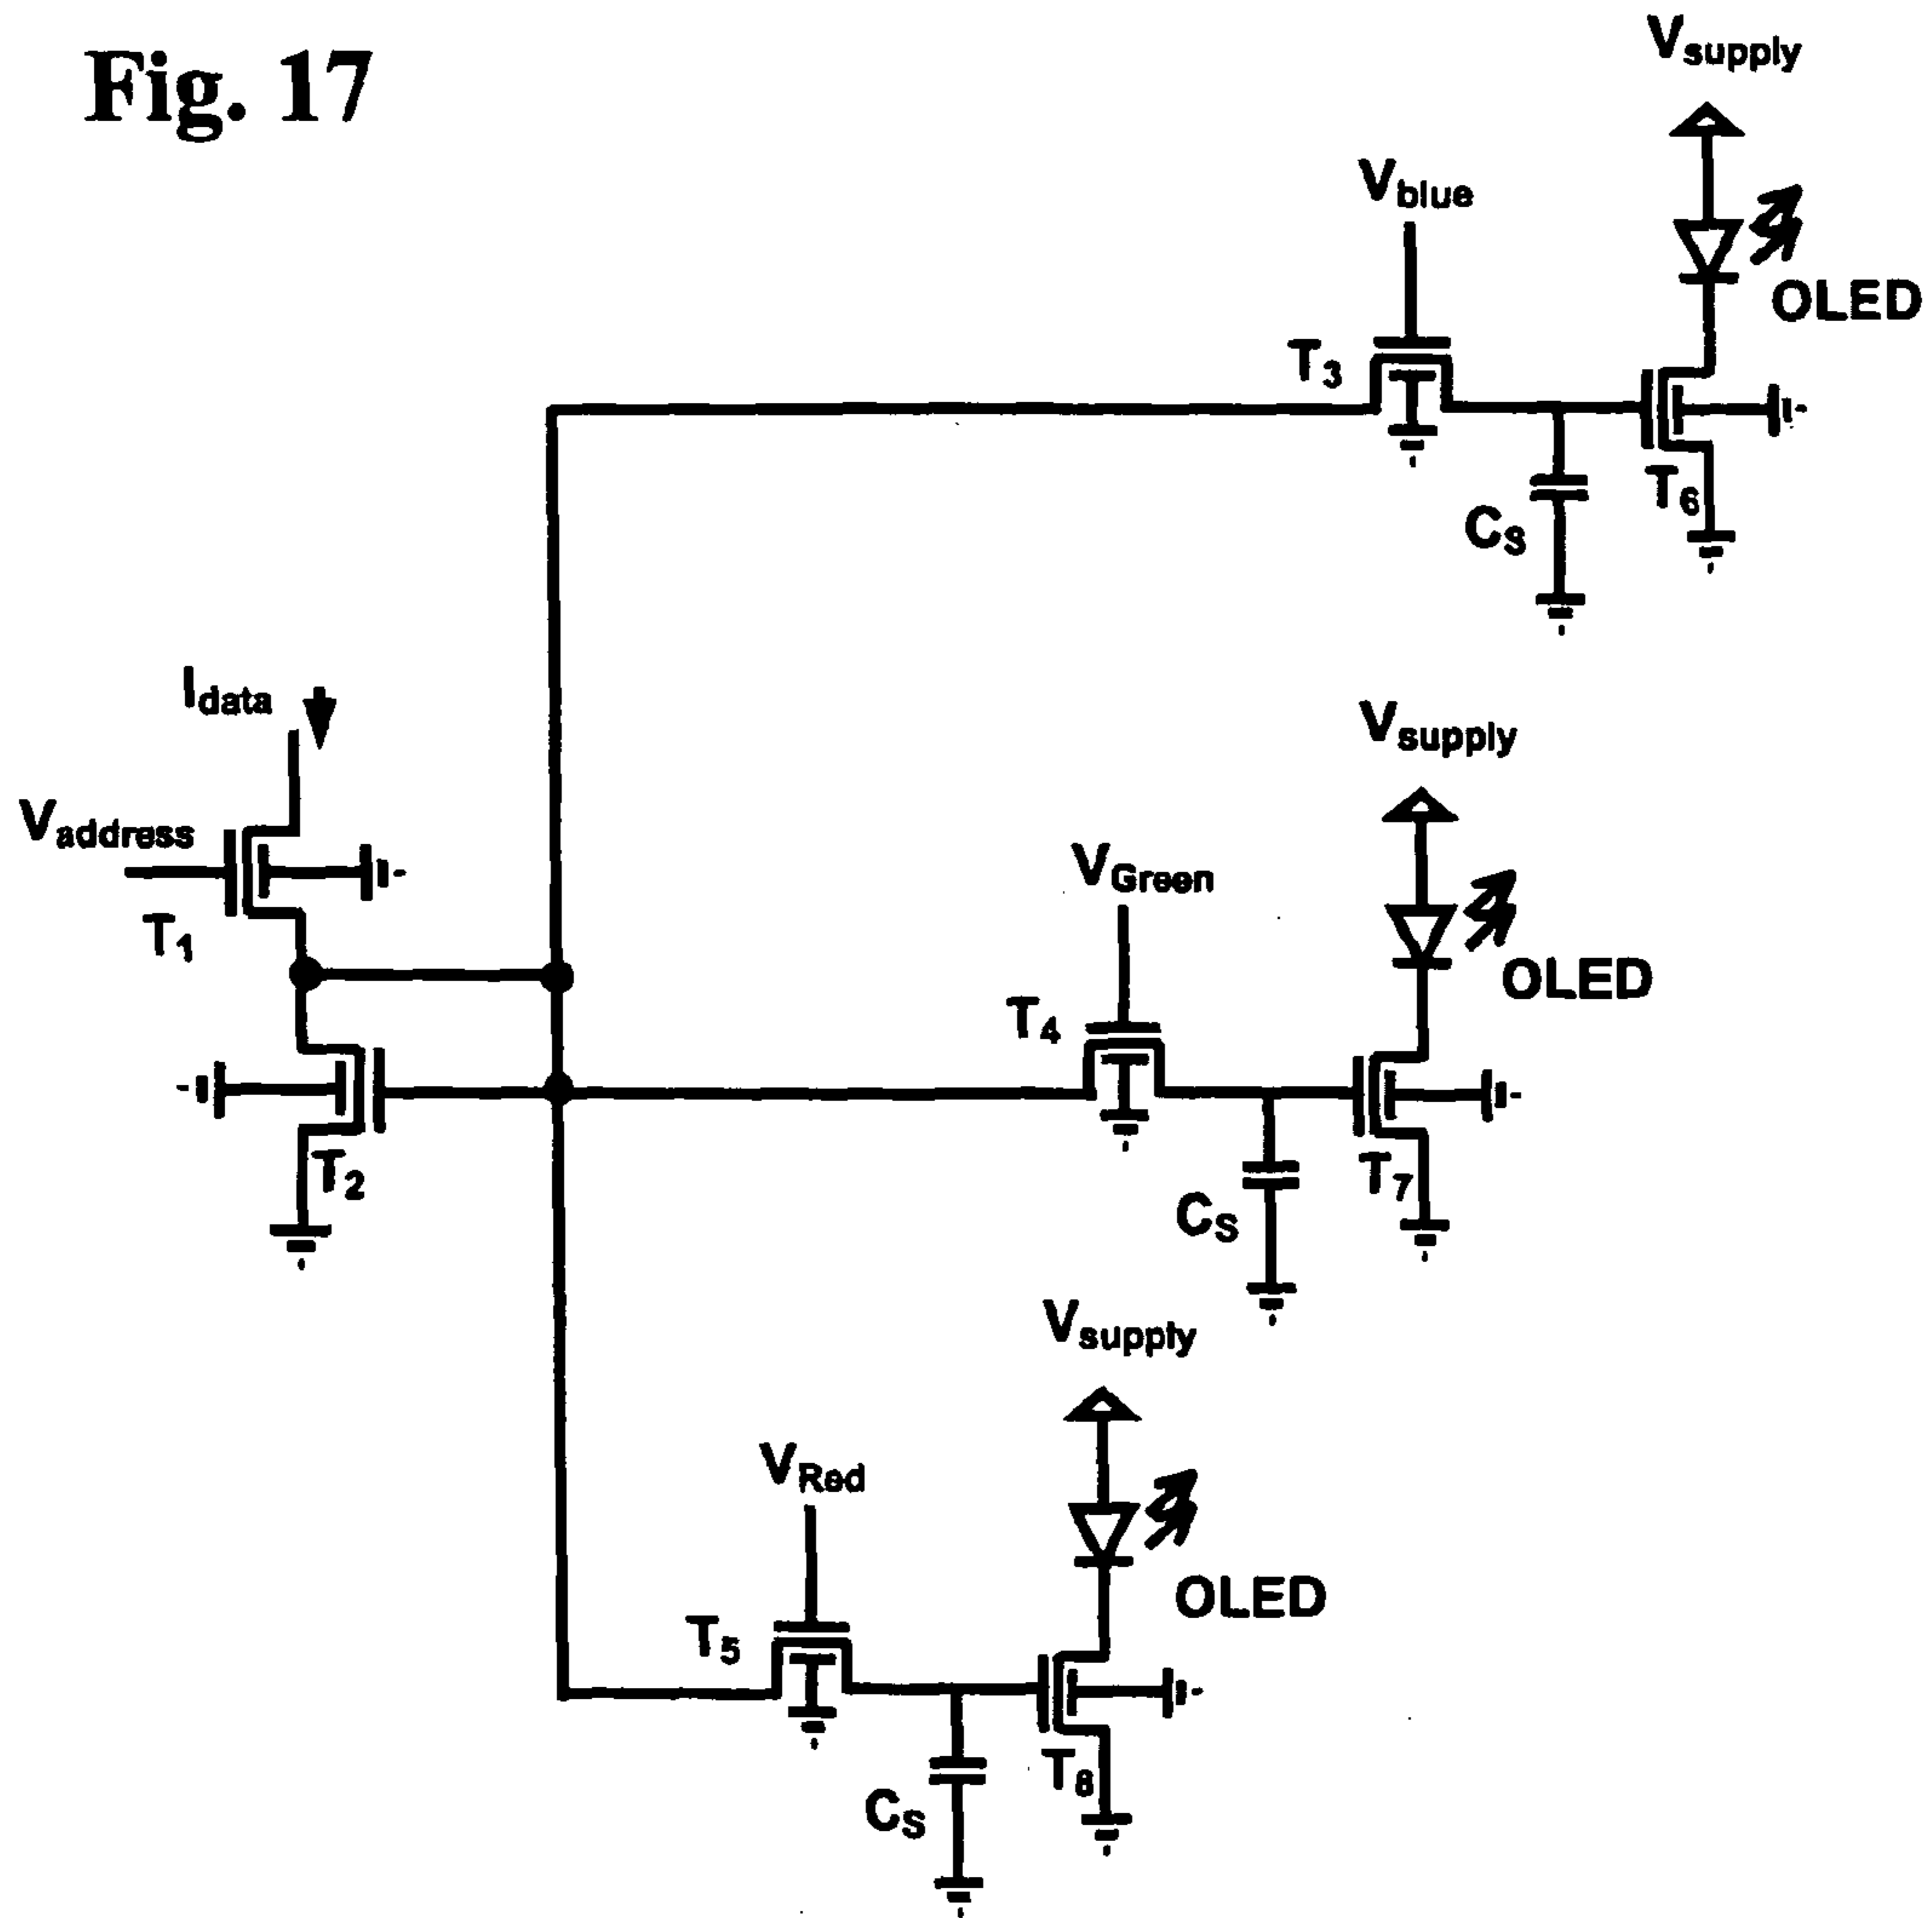 Fig. 17
Vsupply
Vblue
OLED
T3
T6
CS
Idata
Vsupply
Vaddress
VGreen
T1
OLED
T4
T2
T7
CS
Vsupply
VRed
OLED
T5
T8
CS